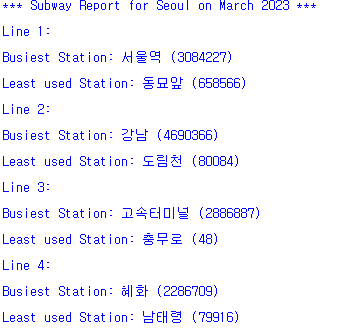 *** Subway Report for Seoul on March 2023 ***
Line 1:
Busiest Station: 서울역 (3084227)
Least used Station: 동묘앞 (658566)
Line 2:
Busiest Station: 강남 (4690366)
Least used Station: 도림천 (80084)
Line 3:
Busiest Station: 고속터미널 (2886887)
Least used Station: 충무로 (48)
Line 4:
Busiest Station: 혜화 (2286709)
Least used Station: 남태령 (79916)